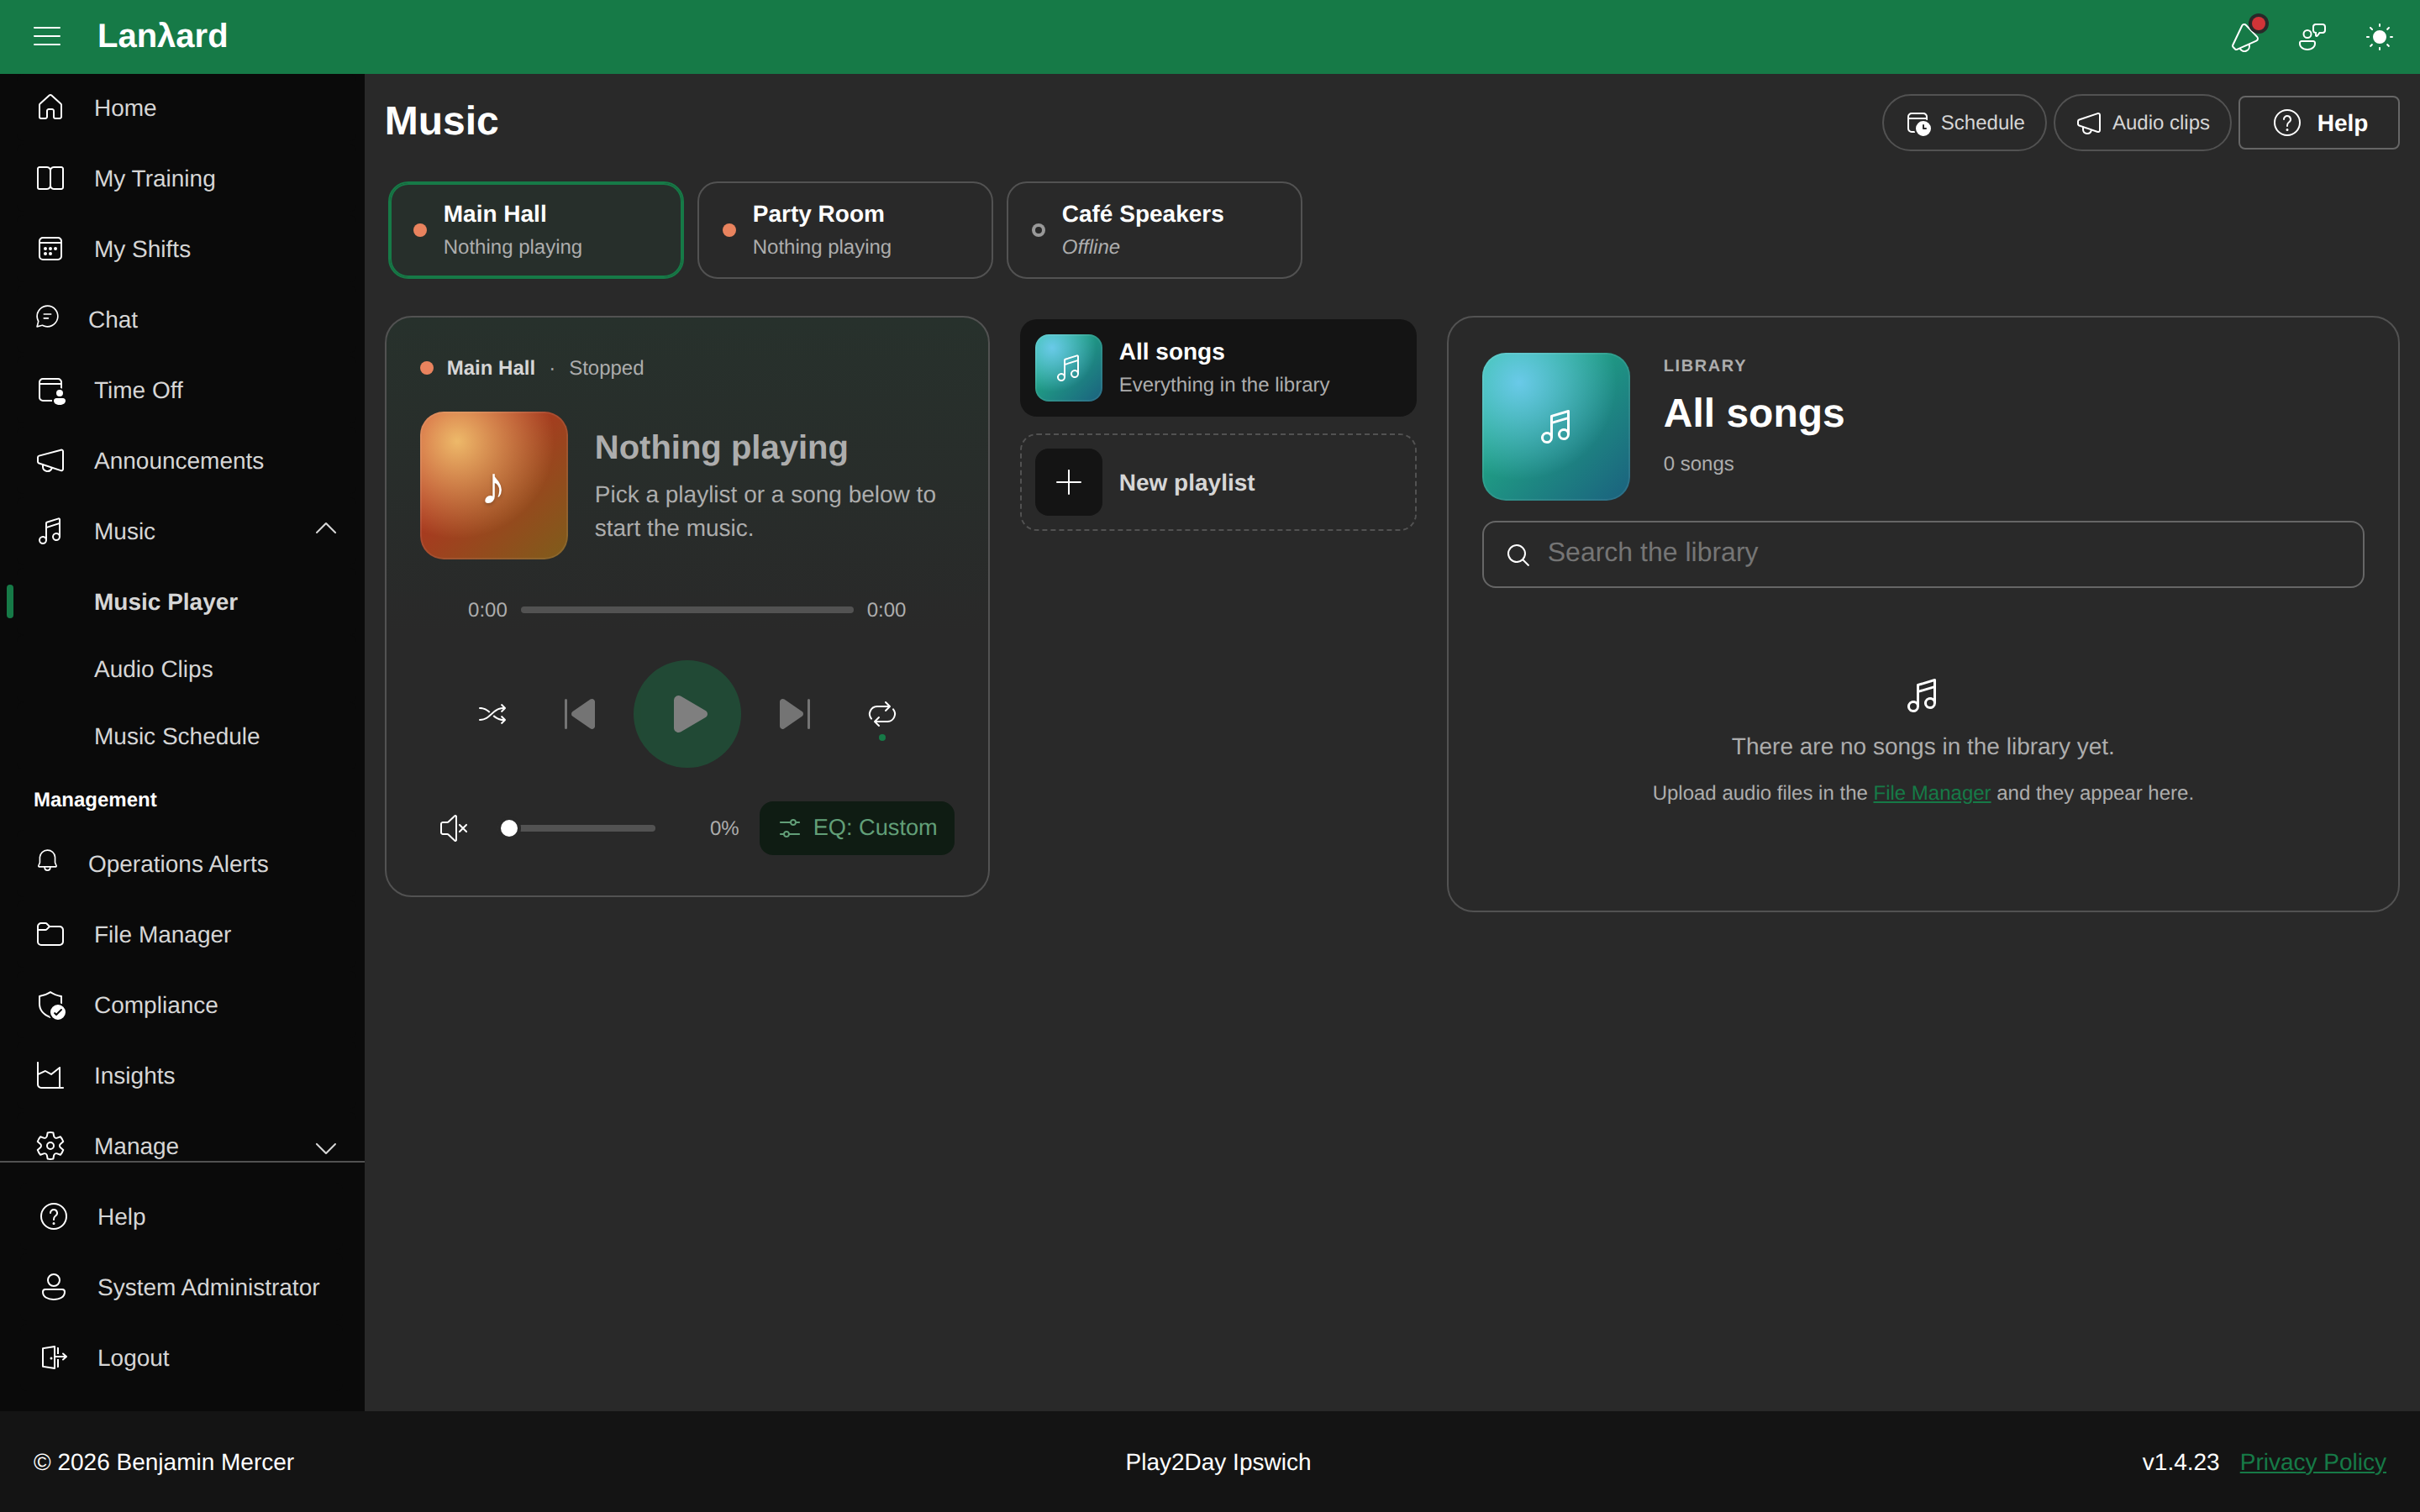 Lanλard
Home
My Training
My Shifts
Chat
Time Off
Announcements
Music
Music Player
Audio Clips
Music Schedule
Management
Operations Alerts
File Manager
Compliance
Insights
Manage
Help
System Administrator
Logout
Music
Schedule
Audio clips
Help
Main Hall
Nothing playing
Party Room
Nothing playing
Café Speakers
Offline
Main Hall · Stopped
Nothing playing
Pick a playlist or a song below to
start the music.
0:00
0:00
0%
EQ: Custom
All songs
Everything in the library
New playlist
LIBRARY
All songs
0 songs
Search the library
There are no songs in the library yet.
Upload audio files in the File Manager and they appear here.
© 2026 Benjamin Mercer
Play2Day Ipswich
v1.4.23 Privacy Policy